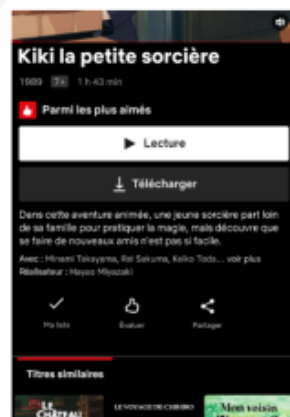 Kiki la petite sorcière
1989 7+ 1 h 43 min
Parmi les plus aimés
Lecture
Télécharger
Dans cette aventure animée, une jeune sorcière part loin
de sa famille pour pratiquer la magie, mais découvre que
se faire de nouveaux amis n'est pas si facile.
Avec : Minami Takayama, Rei Sakuma, Keiko Toda... voir plus
Réalisateur : Hayao Miyazaki
Ma liste Évaluer Partager
Titres similaires
LE CHÂTEAU LE VOYAGE DE CHIHIRO Mon voisin